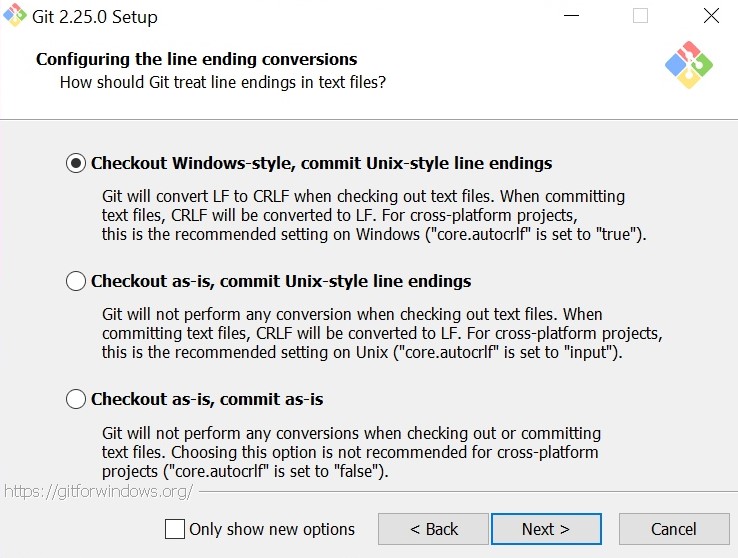 Git 2.25.0 Setup
Configuring the line ending conversions
How should Git treat line endings in text files?
Checkout Windows-style, commit Unix-style line endings
Git will convert LF to CRLF when checking out text files. When committing
text files, CRLF will be converted to LF. For cross-platform projects,
this is the recommended setting on Windows ("core.autocrlf" is set to "true").
Checkout as-is, commit Unix-style line endings
Git will not perform any conversion when checking out text files. When
committing text files, CRLF will be converted to LF. For cross-platform projects,
this is the recommended setting on Unix ("core.autocrlf" is set to "input").
Checkout as-is, commit as-is
Git will not perform any conversions when checking out or committing
text files. Choosing this option is not recommended for cross-platform
projects ("core.autocrlf" is set to "false").
https://gitforwindows.org/
Only show new options
< Back
Next >
Cancel